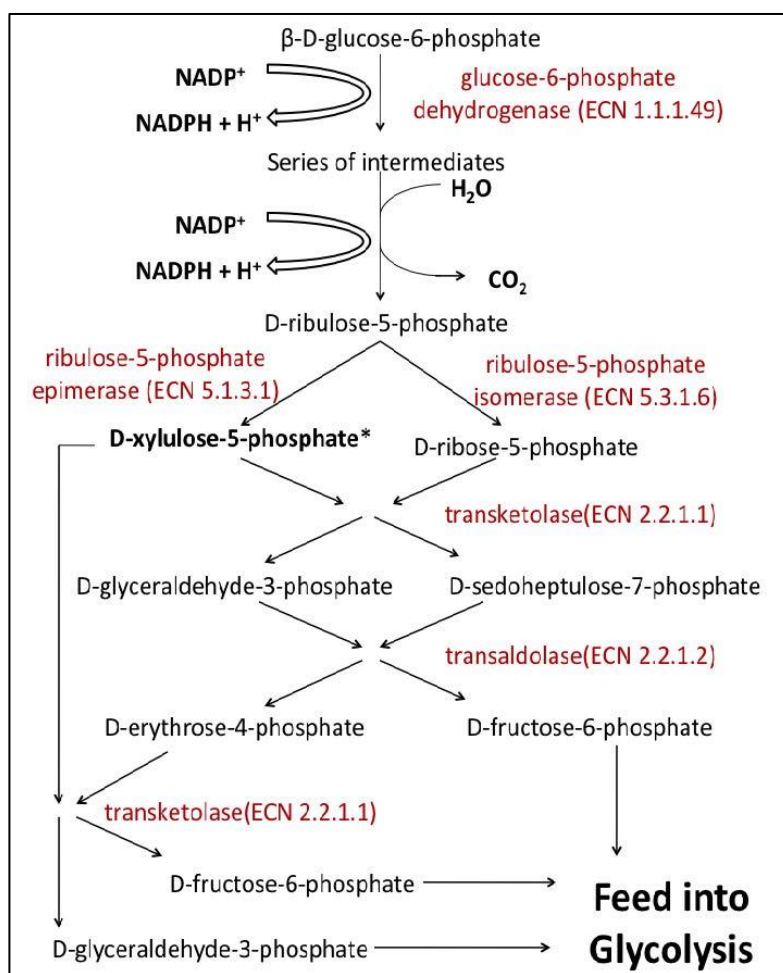 β-D-glucose-6-phosphate
NADP⁺
glucose-6-phosphate
dehydrogenase (ECN 1.1.1.49)
NADPH + H⁺
Series of intermediates
H₂O
NADP⁺
NADPH + H⁺
CO₂
D-ribulose-5-phosphate
ribulose-5-phosphate
epimerase (ECN 5.1.3.1)
ribulose-5-phosphate
isomerase (ECN 5.3.1.6)
D-xylulose-5-phosphate*
D-ribose-5-phosphate
transketolase(ECN 2.2.1.1)
D-glyceraldehyde-3-phosphate
D-sedoheptulose-7-phosphate
transaldolase(ECN 2.2.1.2)
D-erythrose-4-phosphate
D-fructose-6-phosphate
transketolase(ECN 2.2.1.1)
D-fructose-6-phosphate
Feed into
Glycolysis
D-glyceraldehyde-3-phosphate